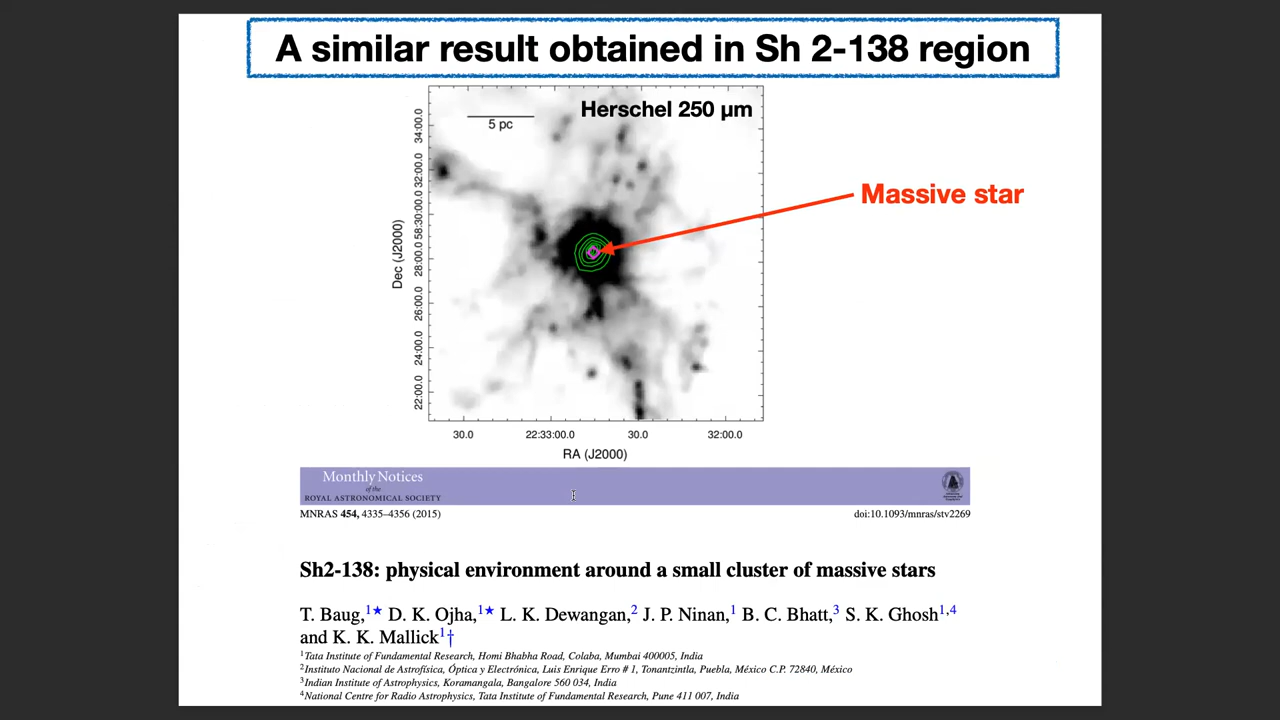 A similar result obtained in Sh 2-138 region
Herschel 250 µm
5 pc
Massive star
Dec (J2000)
34:00.0
32:00.0
58:30:00.0
28:00.0
26:00.0
24:00.0
22:00.0
30.0 22:33:00.0 30.0 32:00.0
RA (J2000)
Monthly Notices
of the
ROYAL ASTRONOMICAL SOCIETY
MNRAS 454, 4335–4356 (2015) doi:10.1093/mnras/stv2269
Sh2-138: physical environment around a small cluster of massive stars
T. Baug,1★ D. K. Ojha,1★ L. K. Dewangan,2 J. P. Ninan,1 B. C. Bhatt,3 S. K. Ghosh1,4
and K. K. Mallick1†
1Tata Institute of Fundamental Research, Homi Bhabha Road, Colaba, Mumbai 400005, India
2Instituto Nacional de Astrofísica, Óptica y Electrónica, Luis Enrique Erro # 1, Tonantzintla, Puebla, México C.P. 72840, México
3Indian Institute of Astrophysics, Koramangala, Bangalore 560 034, India
4National Centre for Radio Astrophysics, Tata Institute of Fundamental Research, Pune 411 007, India